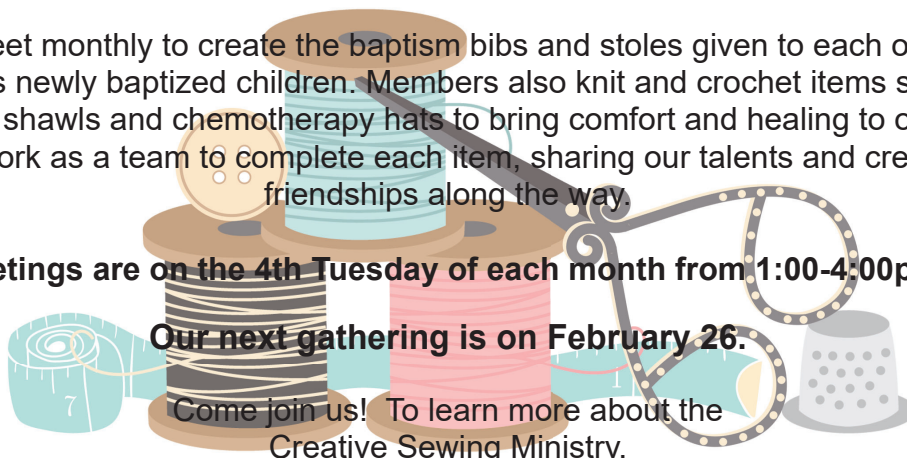 eet monthly to create the baptism bibs and stoles given to each o
s newly baptized children. Members also knit and crochet items s
shawls and chemotherapy hats to bring comfort and healing to o
ork as a team to complete each item, sharing our talents and cre
friendships along the way.
etings are on the 4th Tuesday of each month from 1:00-4:00p
Our next gathering is on February 26.
7
1
Come join us!  To learn more about the
Creative Sewing Ministry,